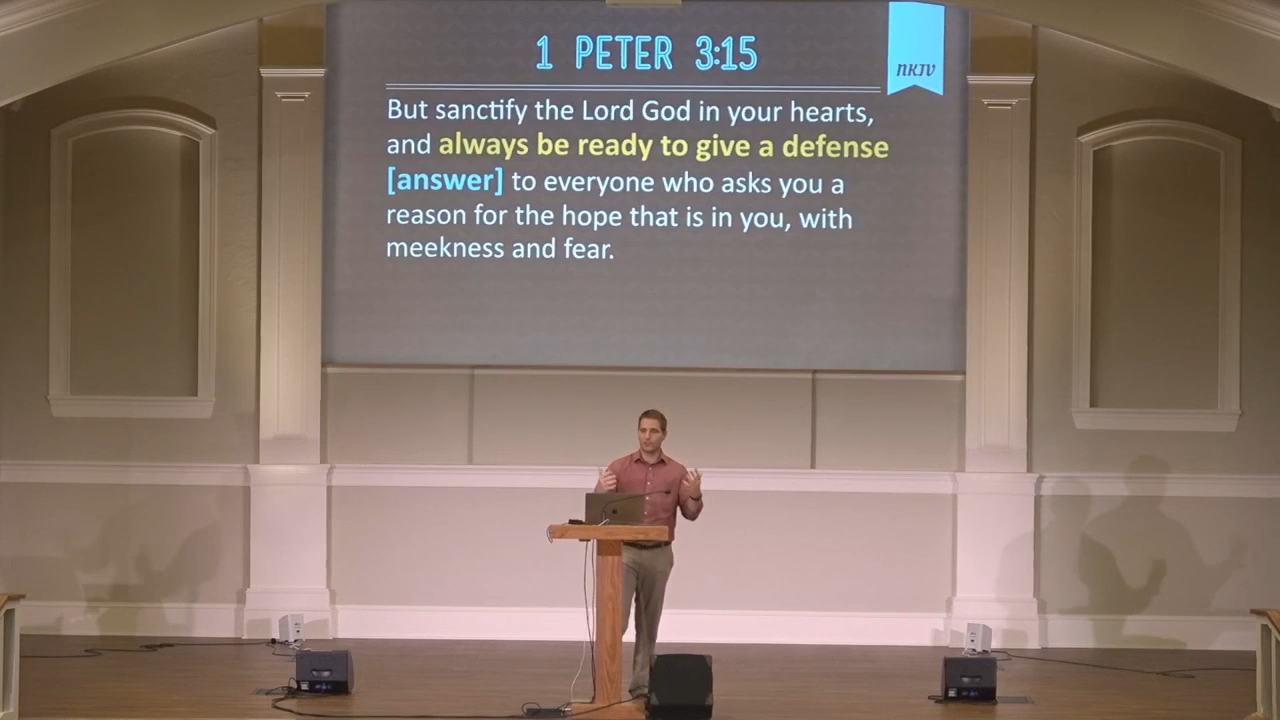 1 PETER 3:15
NKJV
But sanctify the Lord God in your hearts,
and always be ready to give a defense
[answer] to everyone who asks you a
reason for the hope that is in you, with
meekness and fear.